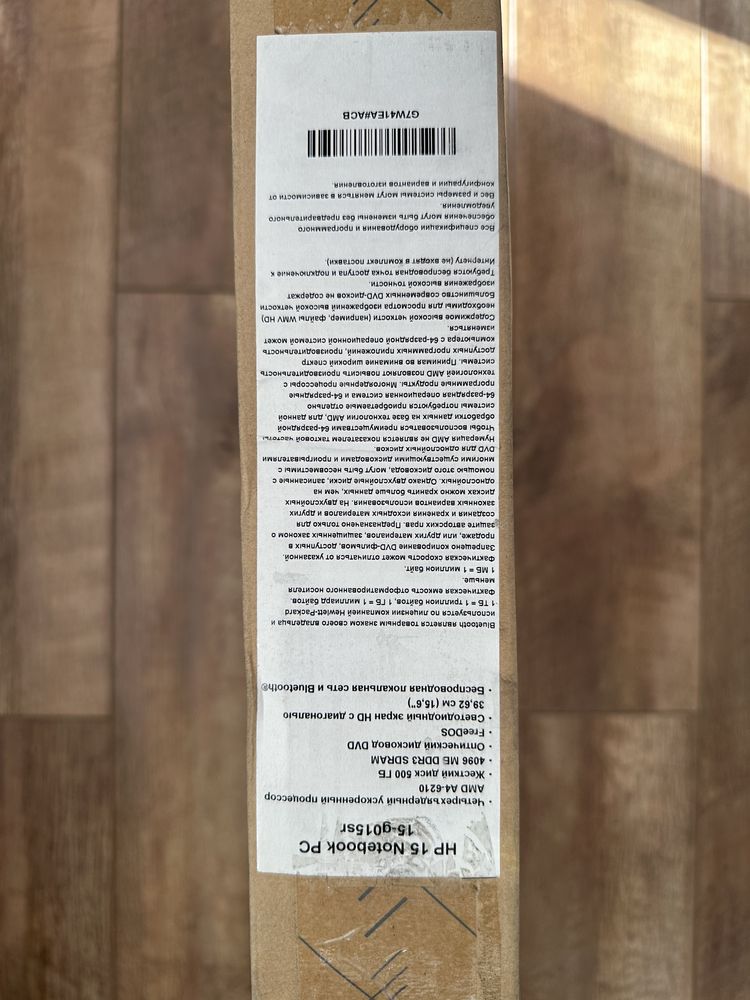 HP 15 Notebook PC
15-g015sr
• Четырехъядерный ускоренный процессор
AMD A4-6210
• Жесткий диск 500 ГБ
• 4096 МБ DDR3 SDRAM
• Оптический дисковод DVD
• FreeDOS
• Светодиодный экран HD с диагональю
39,62 см (15,6")
• Беспроводная локальная сеть и Bluetooth®
Bluetooth является товарным знаком своего владельца и
используется по лицензии компанией Hewlett-Packard
1 ТБ = 1 триллион байтов, 1 ГБ = 1 миллиард байтов.
Фактическая емкость отформатированного носителя
меньше.
1 МБ = 1 миллион байт.
Фактическая скорость может отличаться от указанной.
Запрещено копирование DVD-фильмов, доступных в
продаже, или других материалов, защищенных законом о
защите авторских прав. Предназначено только для
создания и хранения исходных материалов и других
законных вариантов использования. На двуслойных
дисках можно хранить больше данных, чем на
однослойных. Однако двуслойные диски, записанные с
помощью этого дисковода, могут быть несовместимы с
многими существующими дисководами и проигрывателями
DVD для однослойных дисков.
Нумерация AMD не является показателем тактовой частоты.
Чтобы воспользоваться преимуществами 64-разрядной
обработки данных на базе технологии AMD, для данной
системы потребуются приобретаемые отдельно
64-разрядная операционная система и 64-разрядные
программные продукты. Многоядерные процессоры с
технологией AMD позволяют повысить производительность
системы. Принимая во внимание широкий спектр
доступных программных приложений, производительность
компьютера с 64-разрядной операционной системой может
изменяться.
Содержимое высокой четкости (например, файлы WMV HD)
необходимы для просмотра изображений высокой четкости
Большинство современных DVD-дисков не содержат
изображения высокой точности.
Требуются беспроводная точка доступа и подключение к
Интернету (не входят в комплект поставки).
Все спецификации оборудования и программного
обеспечения могут быть изменены без предварительного
уведомления.
Вес и размеры системы могут меняться в зависимости от
конфигурации и вариантов изготовления.
G7W41EA#ACB